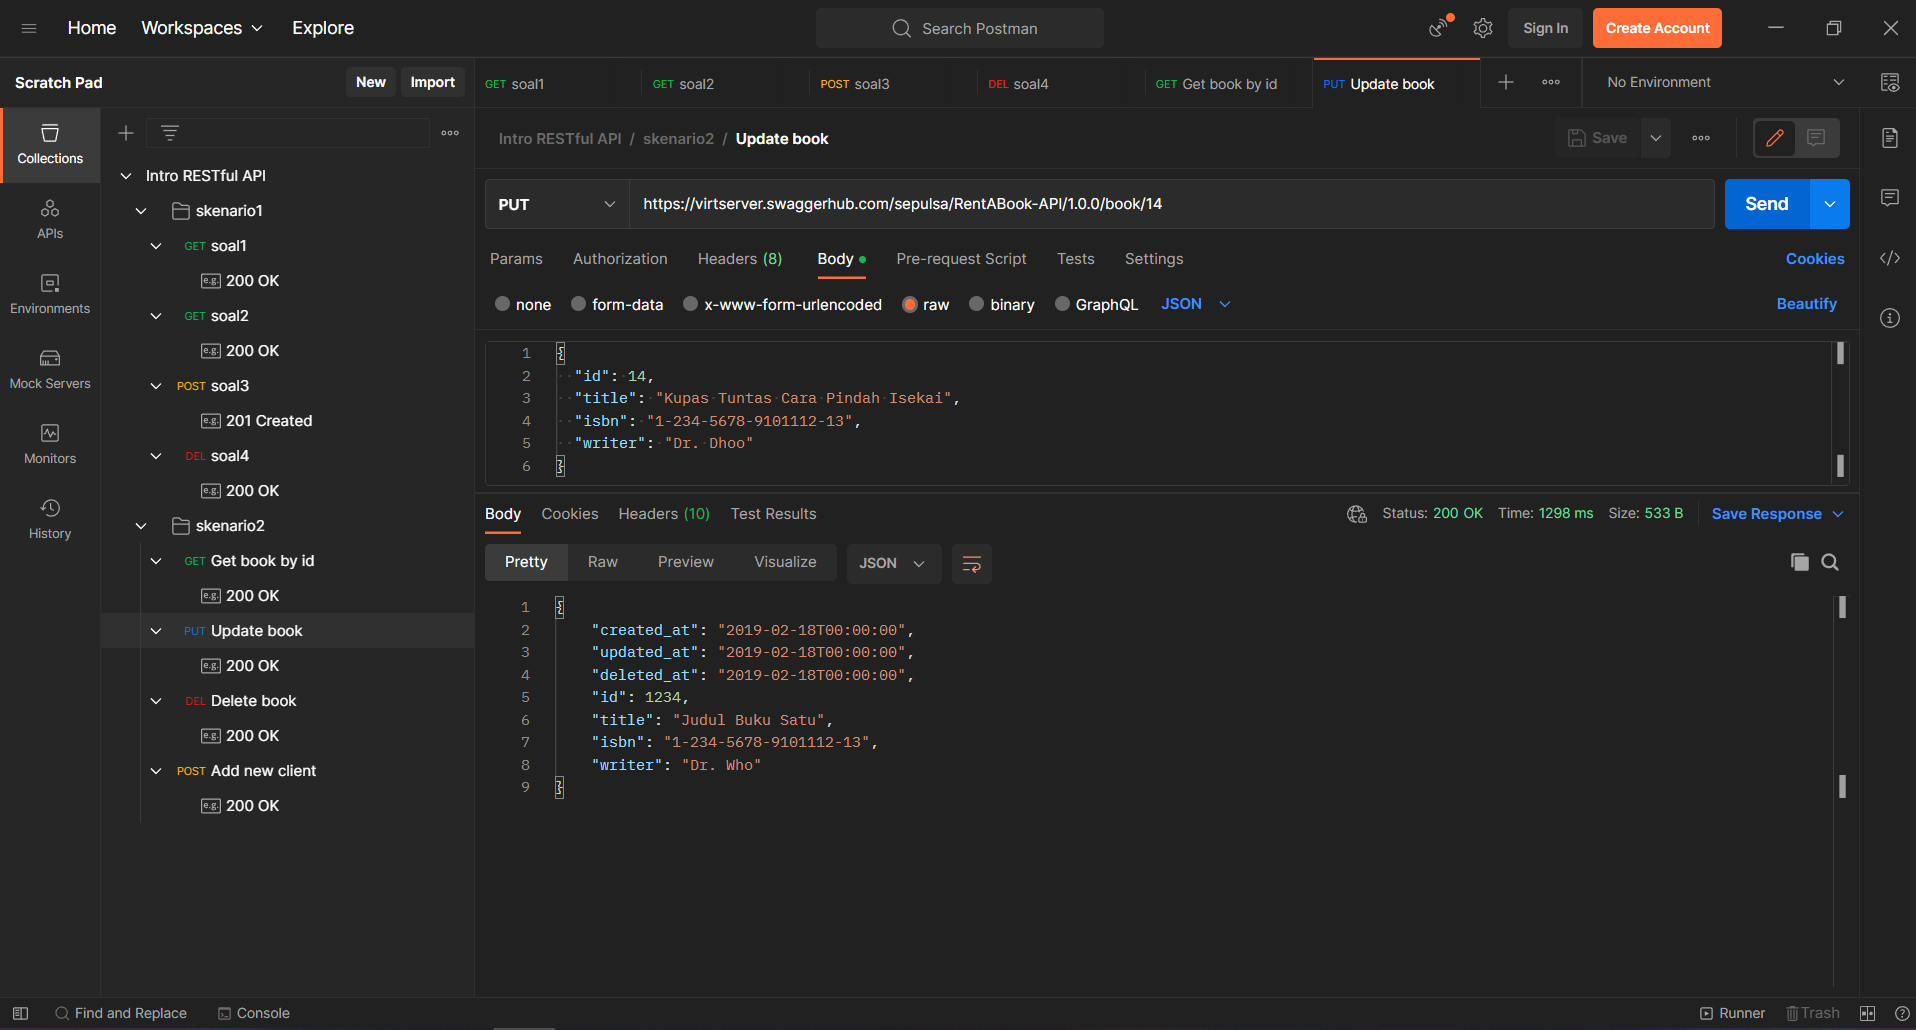 Home Workspaces Explore Search Postman Sign In Create Account
Scratch Pad New Import
GET soal1 GET soal2 POST soal3 DEL soal4 GET Get book by id PUT Update book No Environment
Collections
APIs
Environments
Mock Servers
Monitors
History
Intro RESTful API
skenario1
GET soal1
e.g. 200 OK
GET soal2
e.g. 200 OK
POST soal3
e.g. 201 Created
DEL soal4
e.g. 200 OK
skenario2
GET Get book by id
e.g. 200 OK
PUT Update book
e.g. 200 OK
DEL Delete book
e.g. 200 OK
POST Add new client
e.g. 200 OK
Intro RESTful API / skenario2 / Update book Save
PUT https://virtserver.swaggerhub.com/sepulsa/RentABook-API/1.0.0/book/14 Send
Params Authorization Headers (8) Body Pre-request Script Tests Settings Cookies
none form-data x-www-form-urlencoded raw binary GraphQL JSON Beautify
1 {
2 "id": 14,
3 "title": "Kupas Tuntas Cara Pindah Isekai",
4 "isbn": "1-234-5678-9101112-13",
5 "writer": "Dr. Dhoo"
6 }
Body Cookies Headers (10) Test Results Status: 200 OK Time: 1298 ms Size: 533 B Save Response
Pretty Raw Preview Visualize JSON
1 {
2 "created_at": "2019-02-18T00:00:00",
3 "updated_at": "2019-02-18T00:00:00",
4 "deleted_at": "2019-02-18T00:00:00",
5 "id": 1234,
6 "title": "Judul Buku Satu",
7 "isbn": "1-234-5678-9101112-13",
8 "writer": "Dr. Who"
9 }
Find and Replace Console Runner Trash